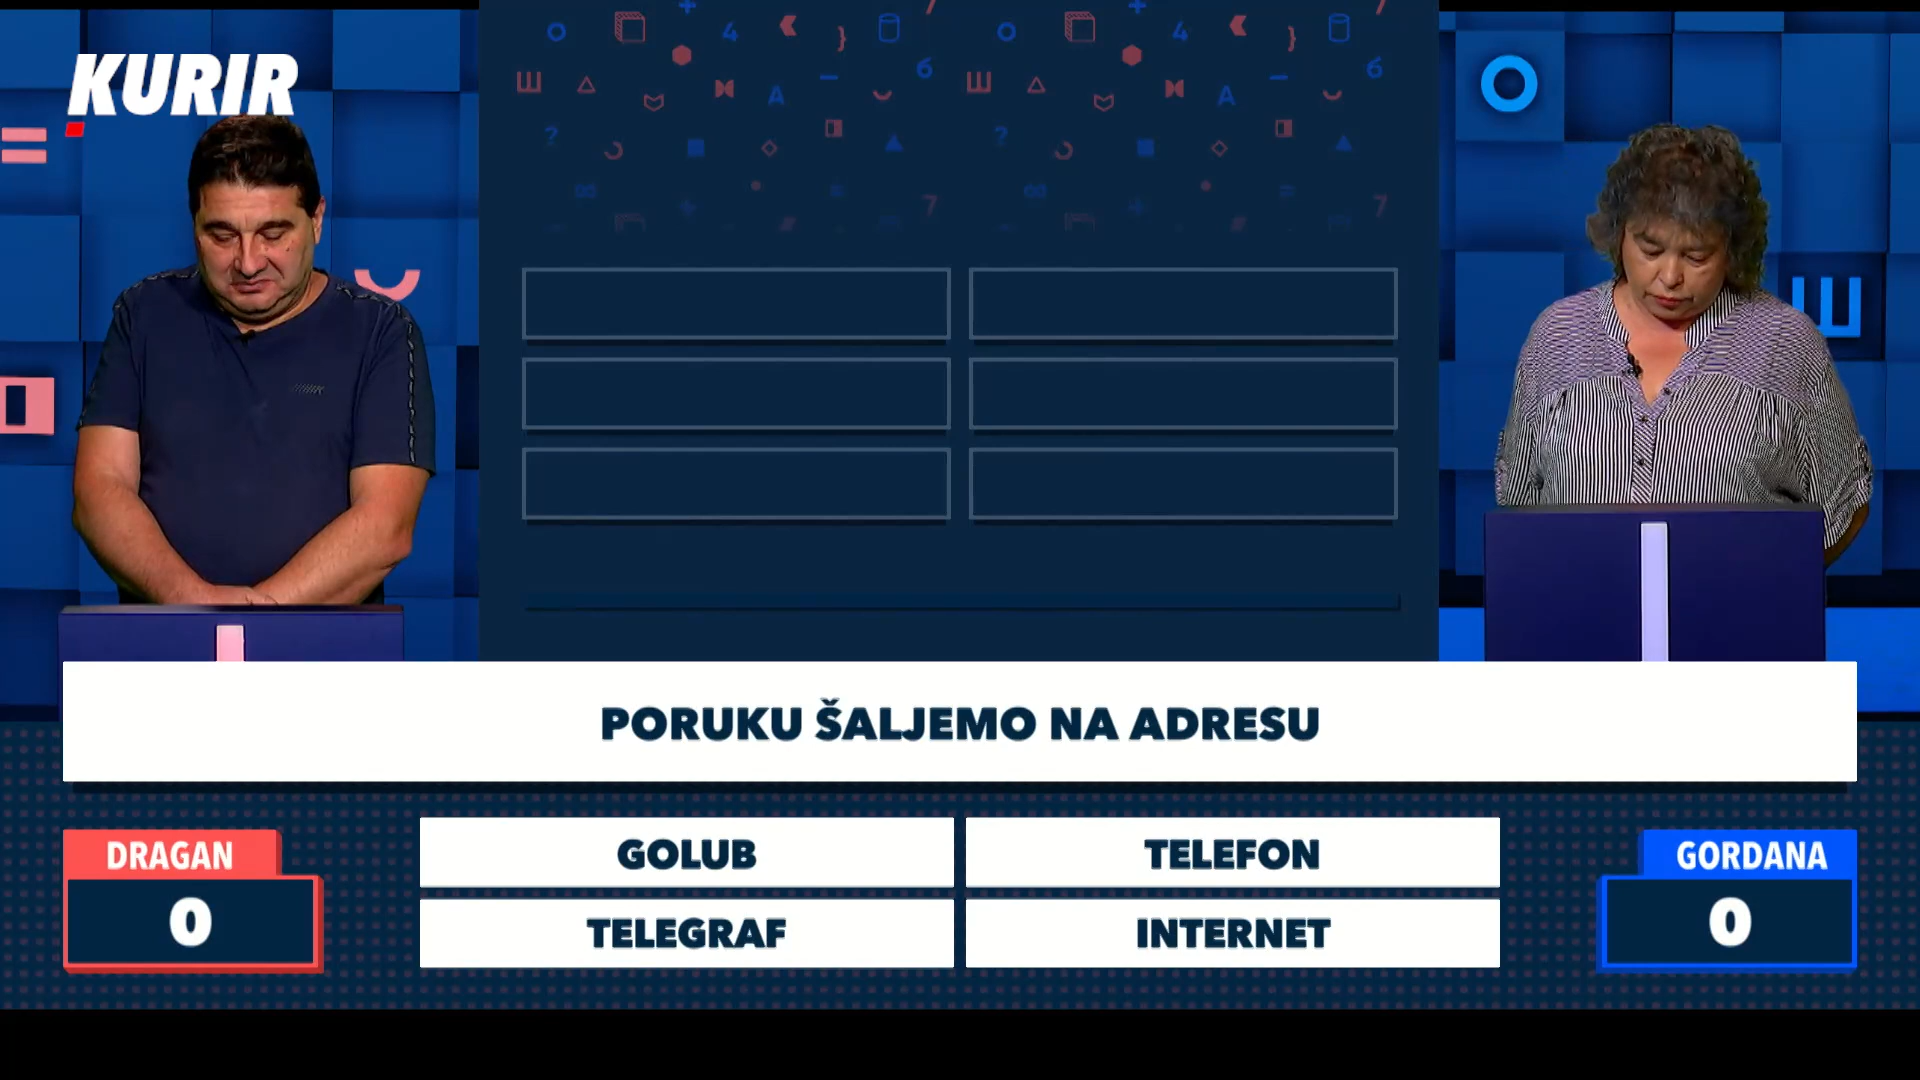 KURIR
PORUKU ŠALJEMO NA ADRESU
DRAGAN
0
GOLUB
TELEFON
TELEGRAF
INTERNET
GORDANA
0